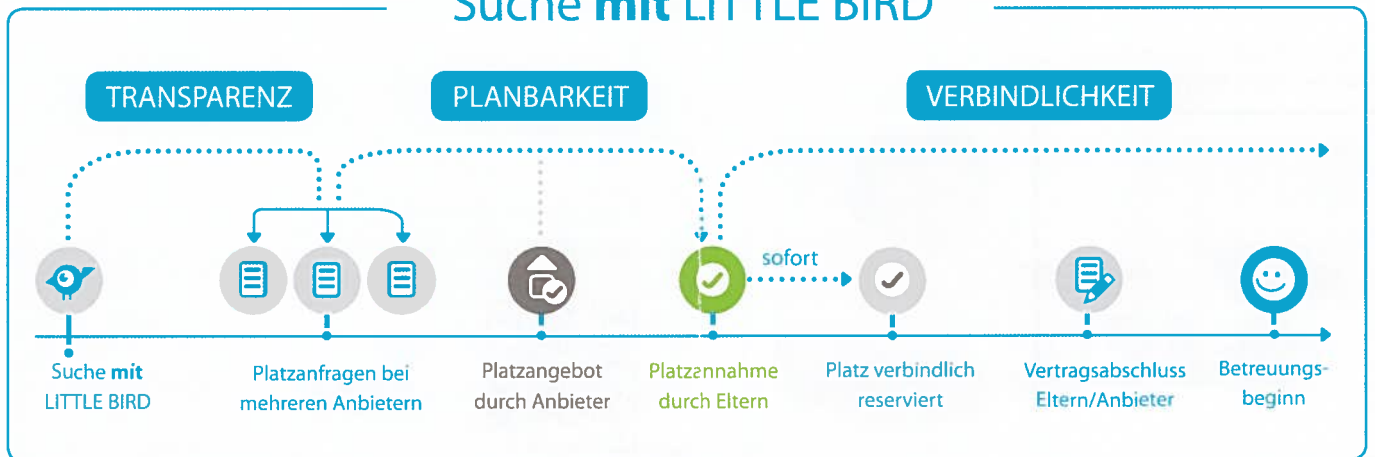 Suche mit LITTLE BIRD
TRANSPARENZ
PLANBARKEIT
VERBINDLICHKEIT
sofort
Suche mit
LITTLE BIRD
Platzanfragen bei
mehreren Anbietern
Platzangebot
durch Anbieter
Platzannahme
durch Eltern
Platz verbindlich
reserviert
Vertragsabschluss
Eltern/Anbieter
Betreuungs-
beginn